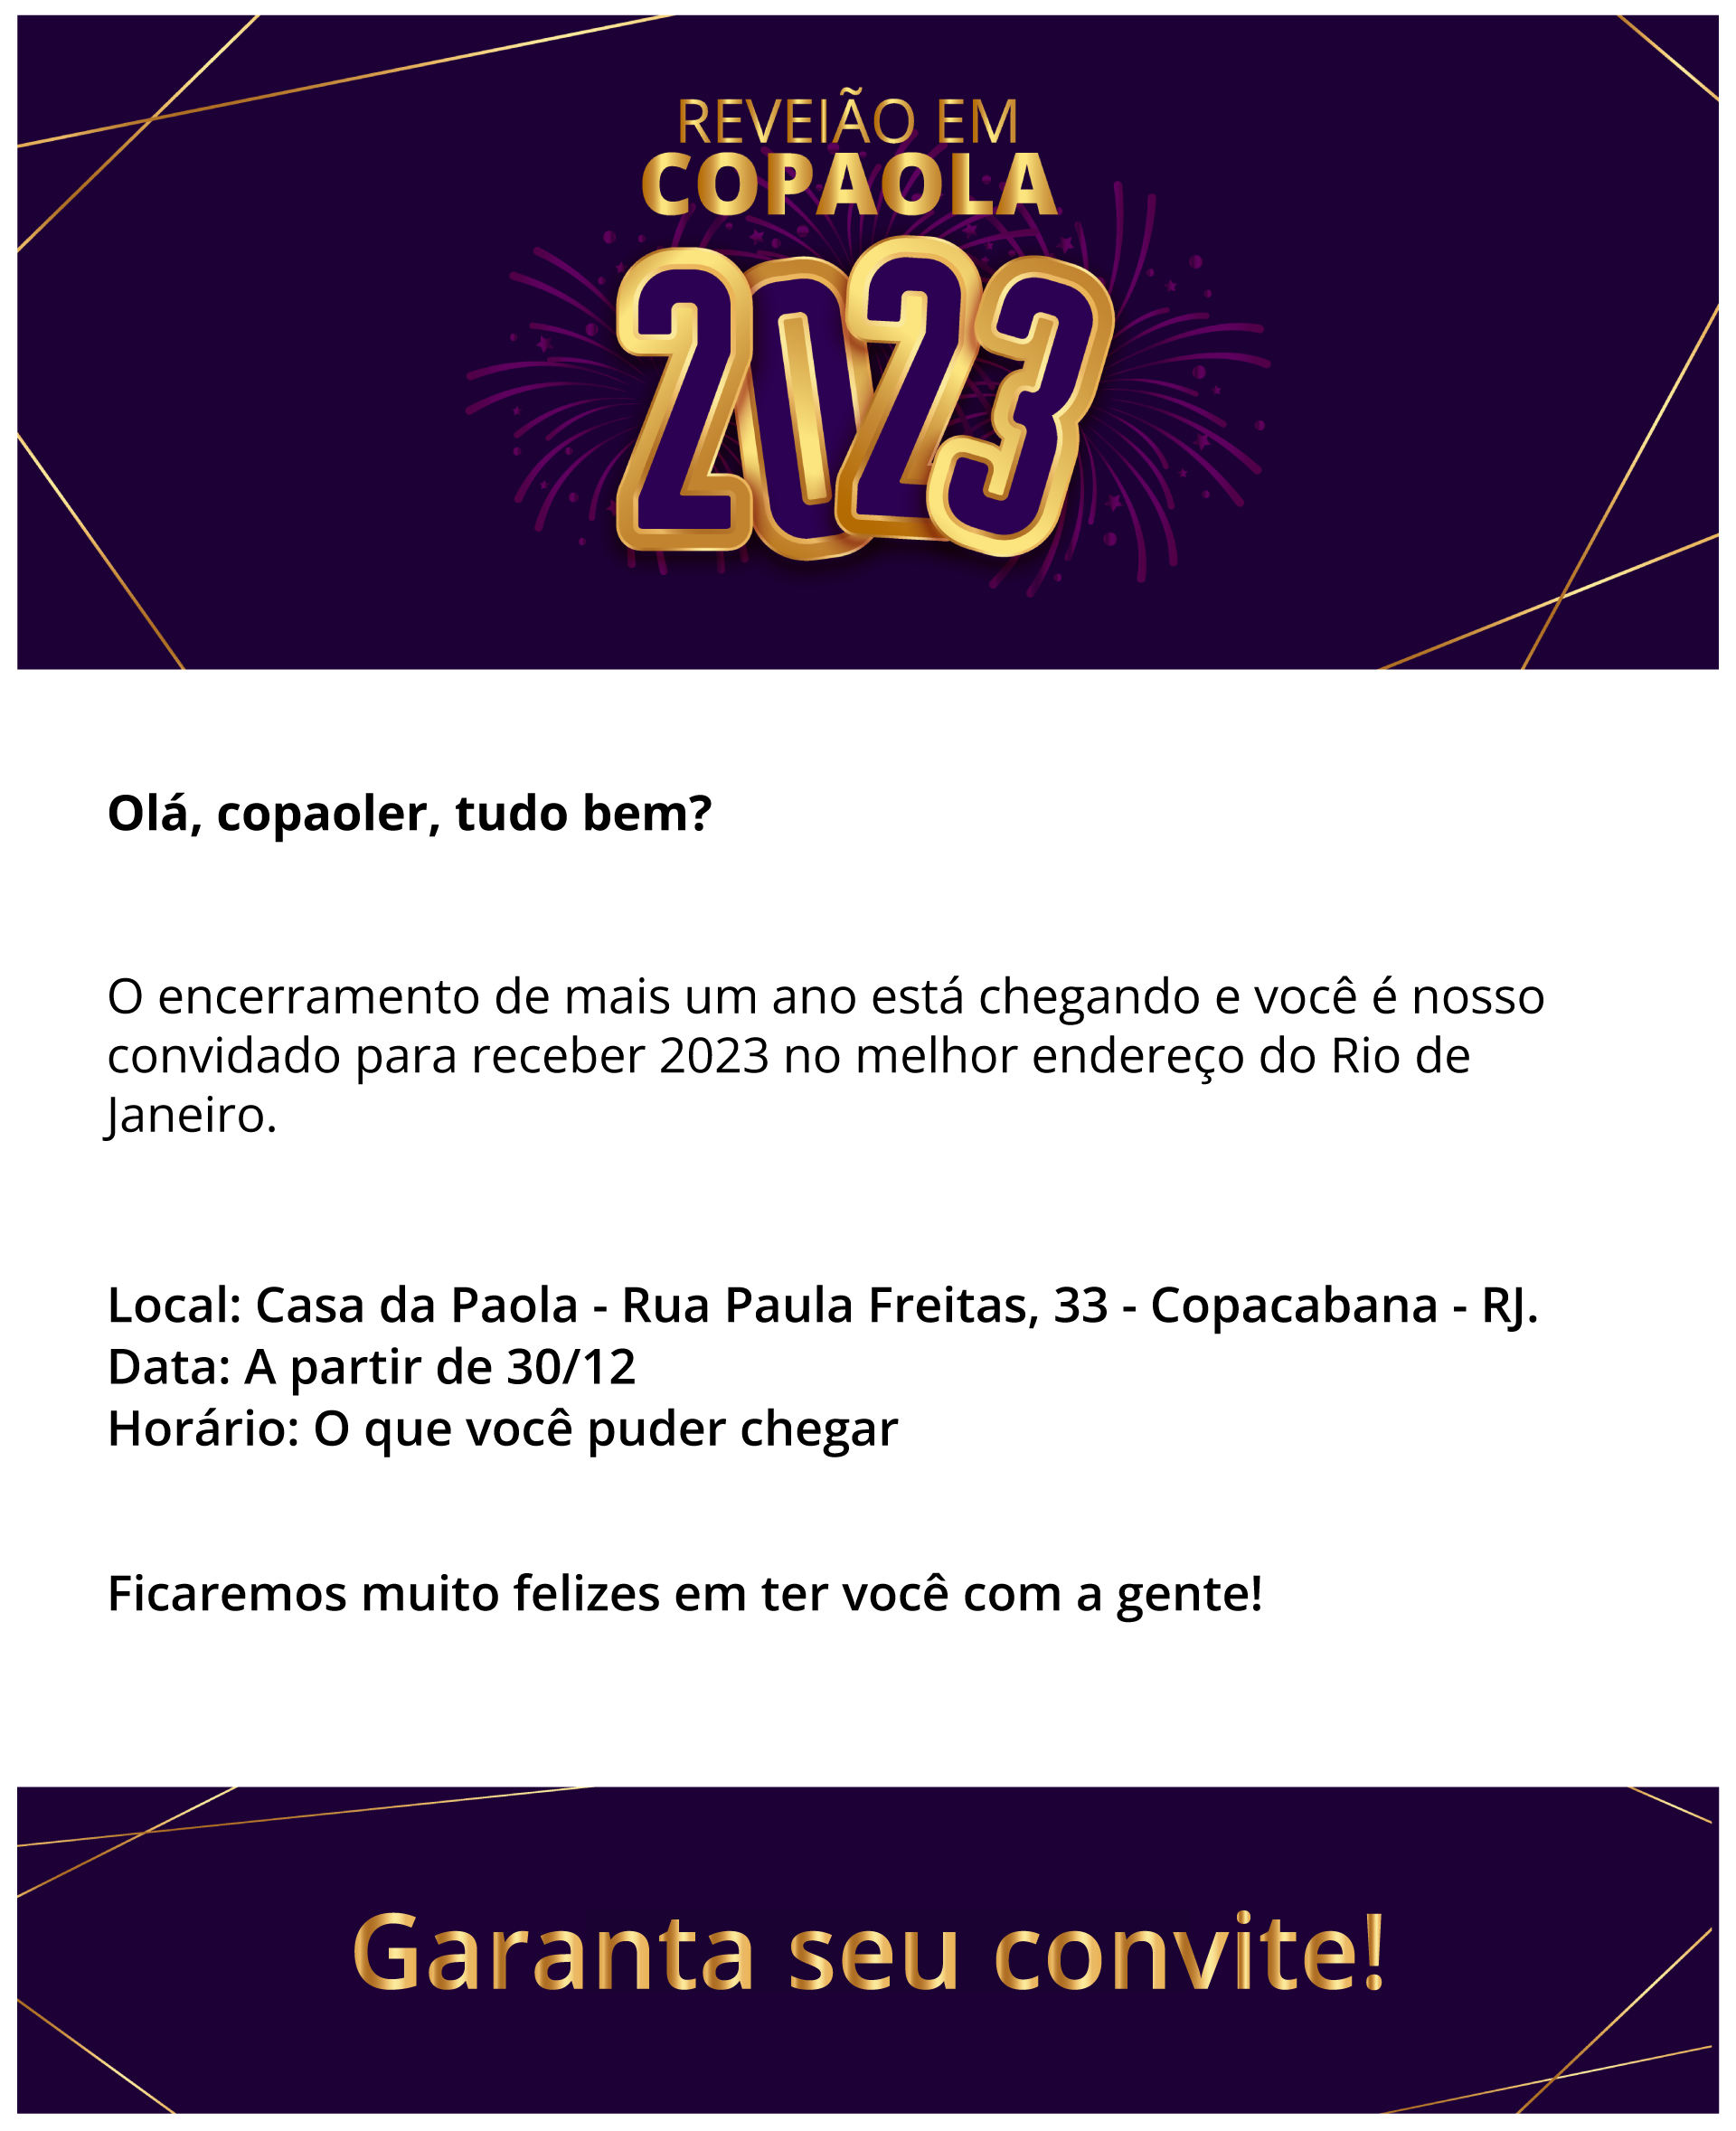 REVEIÃO EM
COPAOLA
2023
Olá, copaoler, tudo bem?
O encerramento de mais um ano está chegando e você é nosso
convidado para receber 2023 no melhor endereço do Rio de
Janeiro.
Local: Casa da Paola - Rua Paula Freitas, 33 - Copacabana - RJ.
Data: A partir de 30/12
Horário: O que você puder chegar
Ficaremos muito felizes em ter você com a gente!
Garanta seu convite!